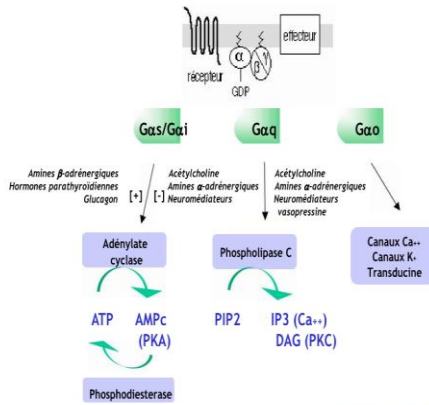 effecteur
α
β
γ
récepteur
GDP
Gαs/Gαi
Gαq
Gαo
Amines β-adrénergiques
Hormones parathyroïdiennes
Glucagon
[+]
[-]
Acétylcholine
Amines α-adrénergiques
Neuromédiateurs
Acétylcholine
Amines α-adrénergiques
Neuromédiateurs
vasopressine
Adénylate
cyclase
Phospholipase C
Canaux Ca++
Canaux K+
Transducine
ATP
AMPc
(PKA)
PIP2
IP3 (Ca++)
DAG (PKC)
Phosphodiesterase